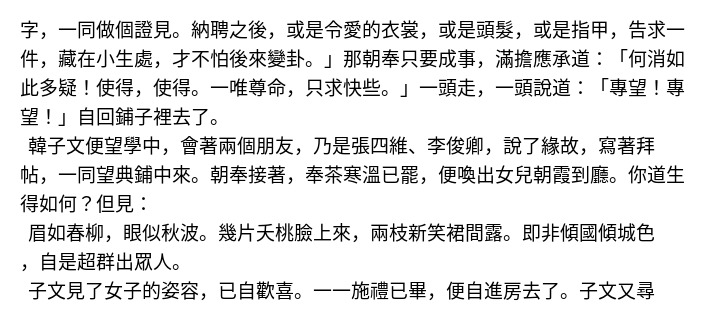 字，一同做個證見。納聘之後，或是令愛的衣裳，或是頭髮，或是指甲，告求一
件，藏在小生處，才不怕後來變卦。」那朝奉只要成事，滿擔應承道：「何消如
此多疑！使得，使得。一唯尊命，只求快些。」一頭走，一頭說道：「專望！專
望！」自回鋪子裡去了。
韓子文便望學中，會著兩個朋友，乃是張四維、李俊卿，說了緣故，寫著拜
帖，一同望典鋪中來。朝奉接著，奉茶寒溫已罷，便喚出女兒朝霞到廳。你道生
得如何？但見：
眉如春柳，眼似秋波。幾片夭桃臉上來，兩枝新笑裙間露。即非傾國傾城色
，自是超群出眾人。
子文見了女子的姿容，已自歡喜。一一施禮已畢，便自進房去了。子文又尋